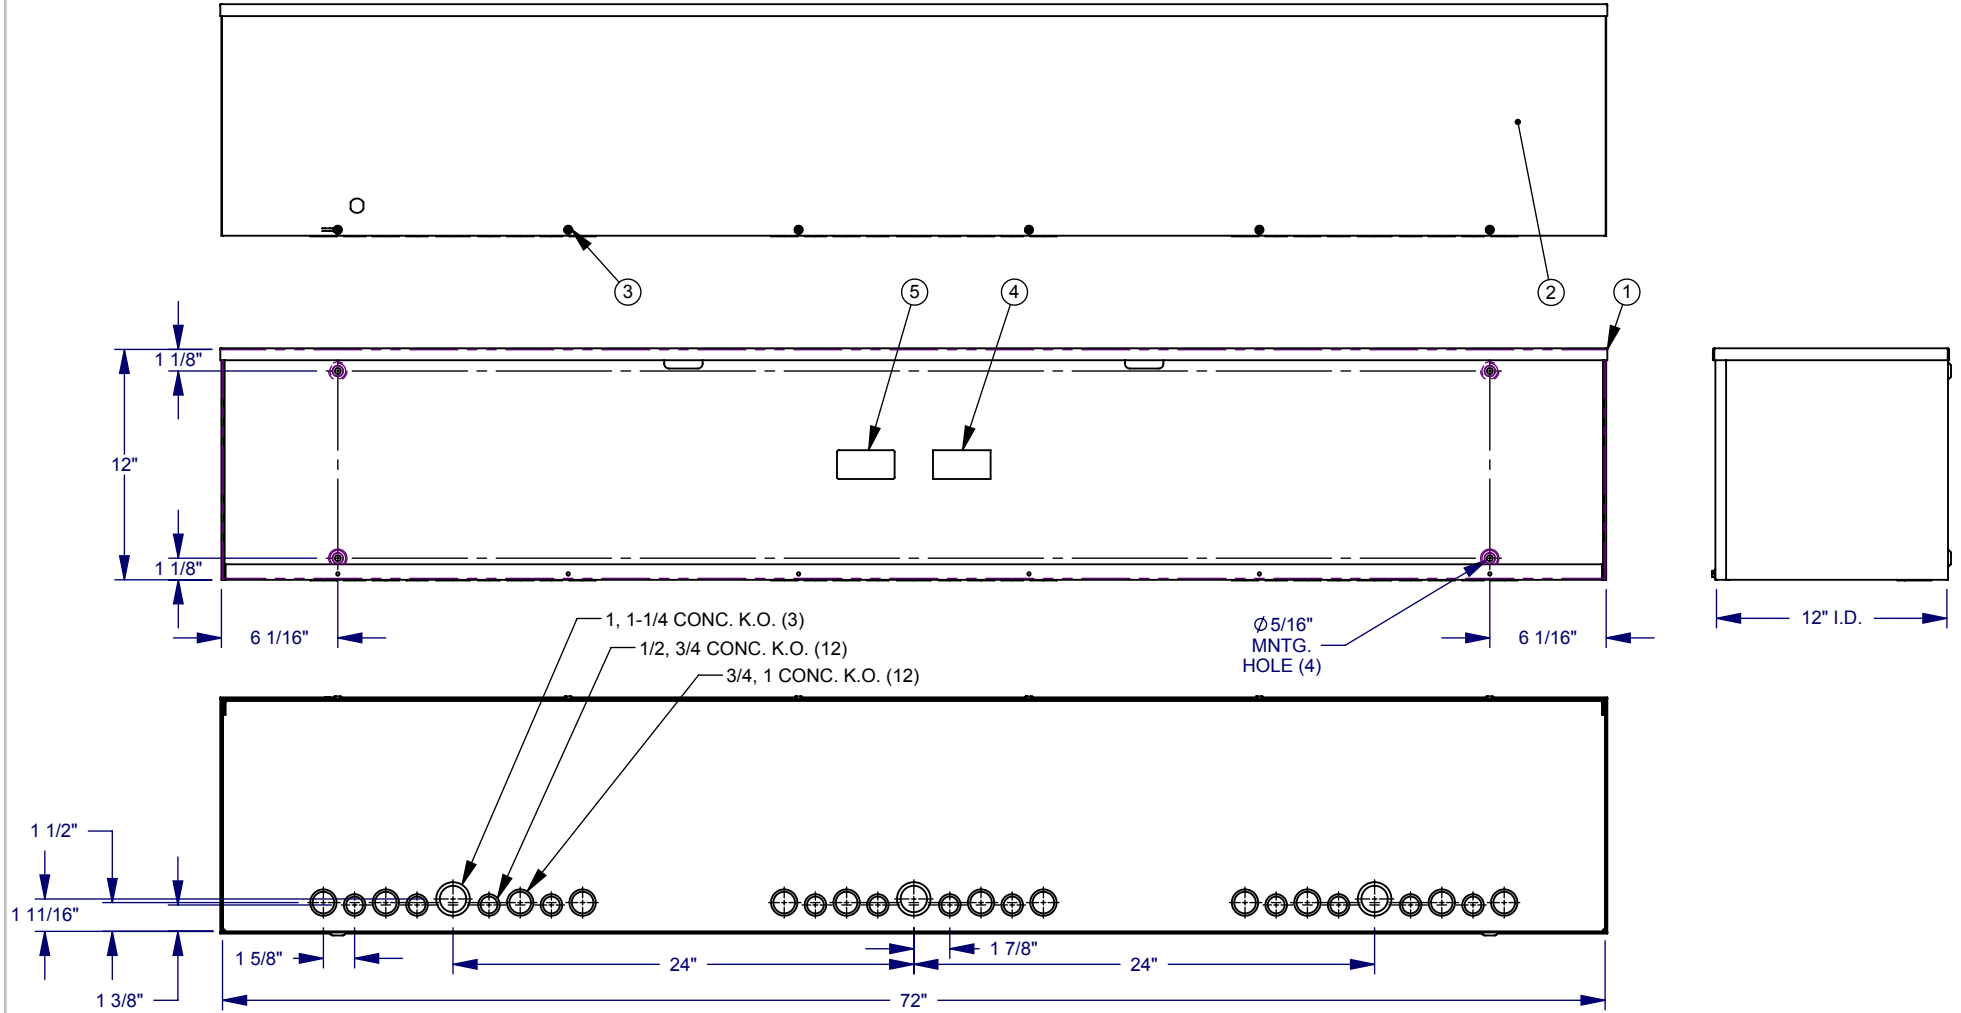 3
5
4
2
1
1 1/8"
12"
1 1/8"
6 1/16"
Ø5/16"
MNTG.
HOLE (4)
6 1/16"
12" I.D.
1, 1-1/4 CONC. K.O. (3)
1/2, 3/4 CONC. K.O. (12)
3/4, 1 CONC. K.O. (12)
1 1/2"
1 11/16"
1 5/8"
24"
1 7/8"
24"
1 3/8"
72"